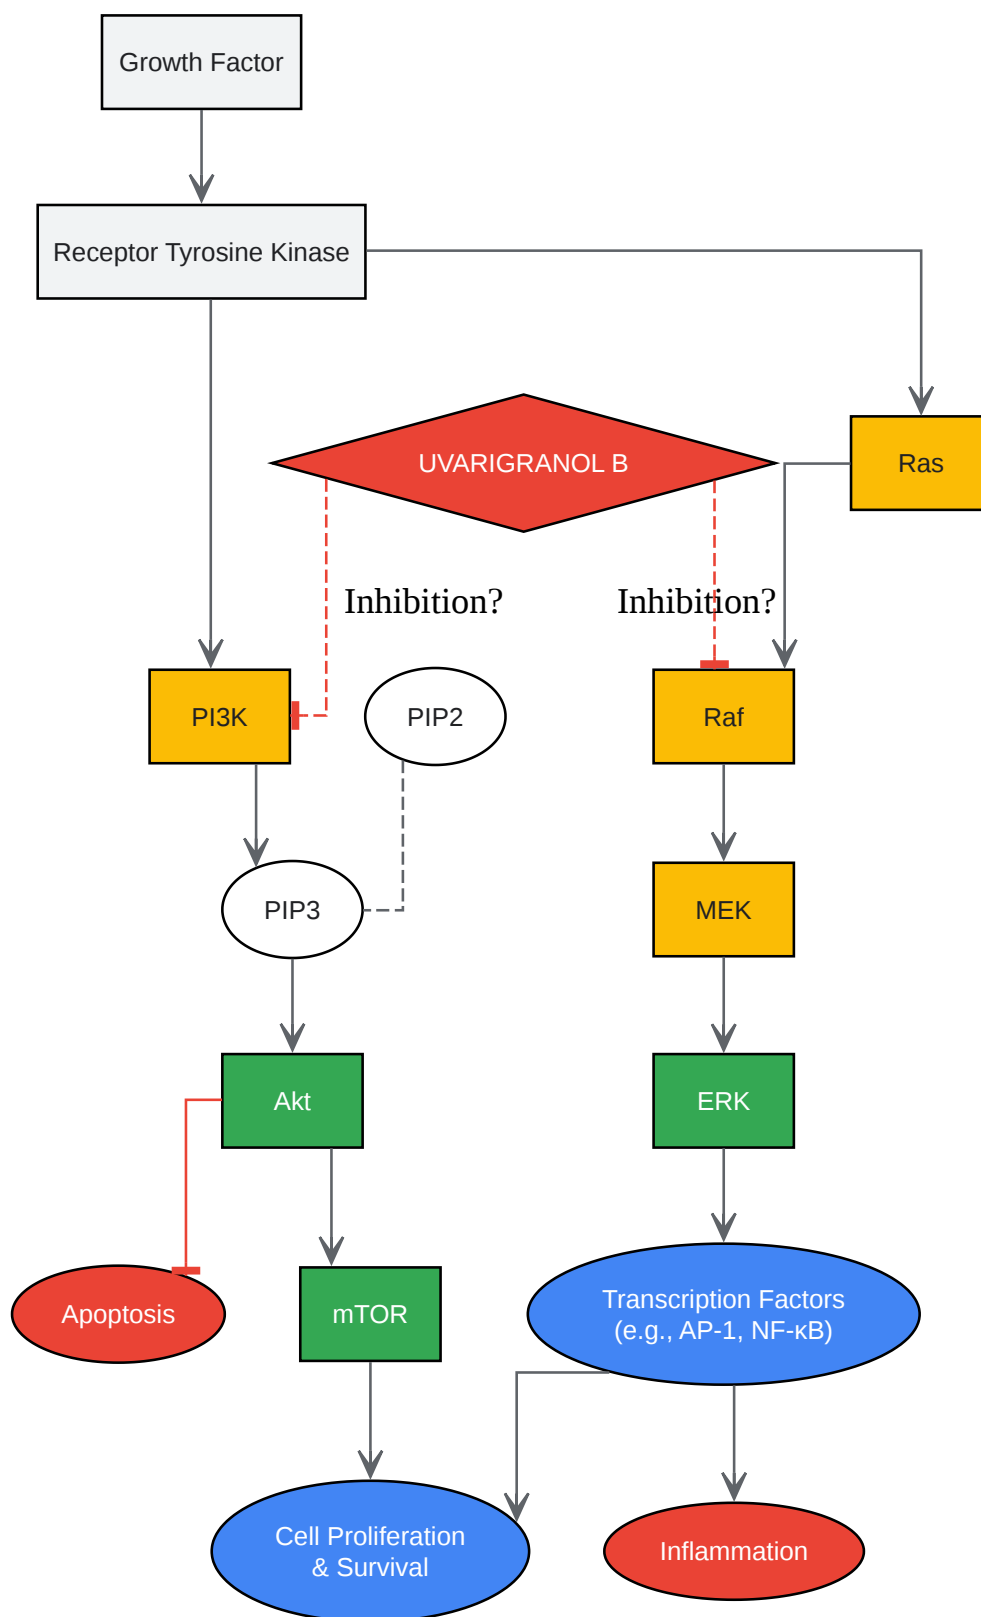 Growth Factor
Receptor Tyrosine Kinase
UVARIGRANOL B
Ras
Inhibition?
Inhibition?
PI3K
PIP2
Raf
PIP3
MEK
Akt
ERK
Apoptosis
mTOR
Transcription Factors
(e.g., AP-1, NF-κB)
Cell Proliferation
& Survival
Inflammation